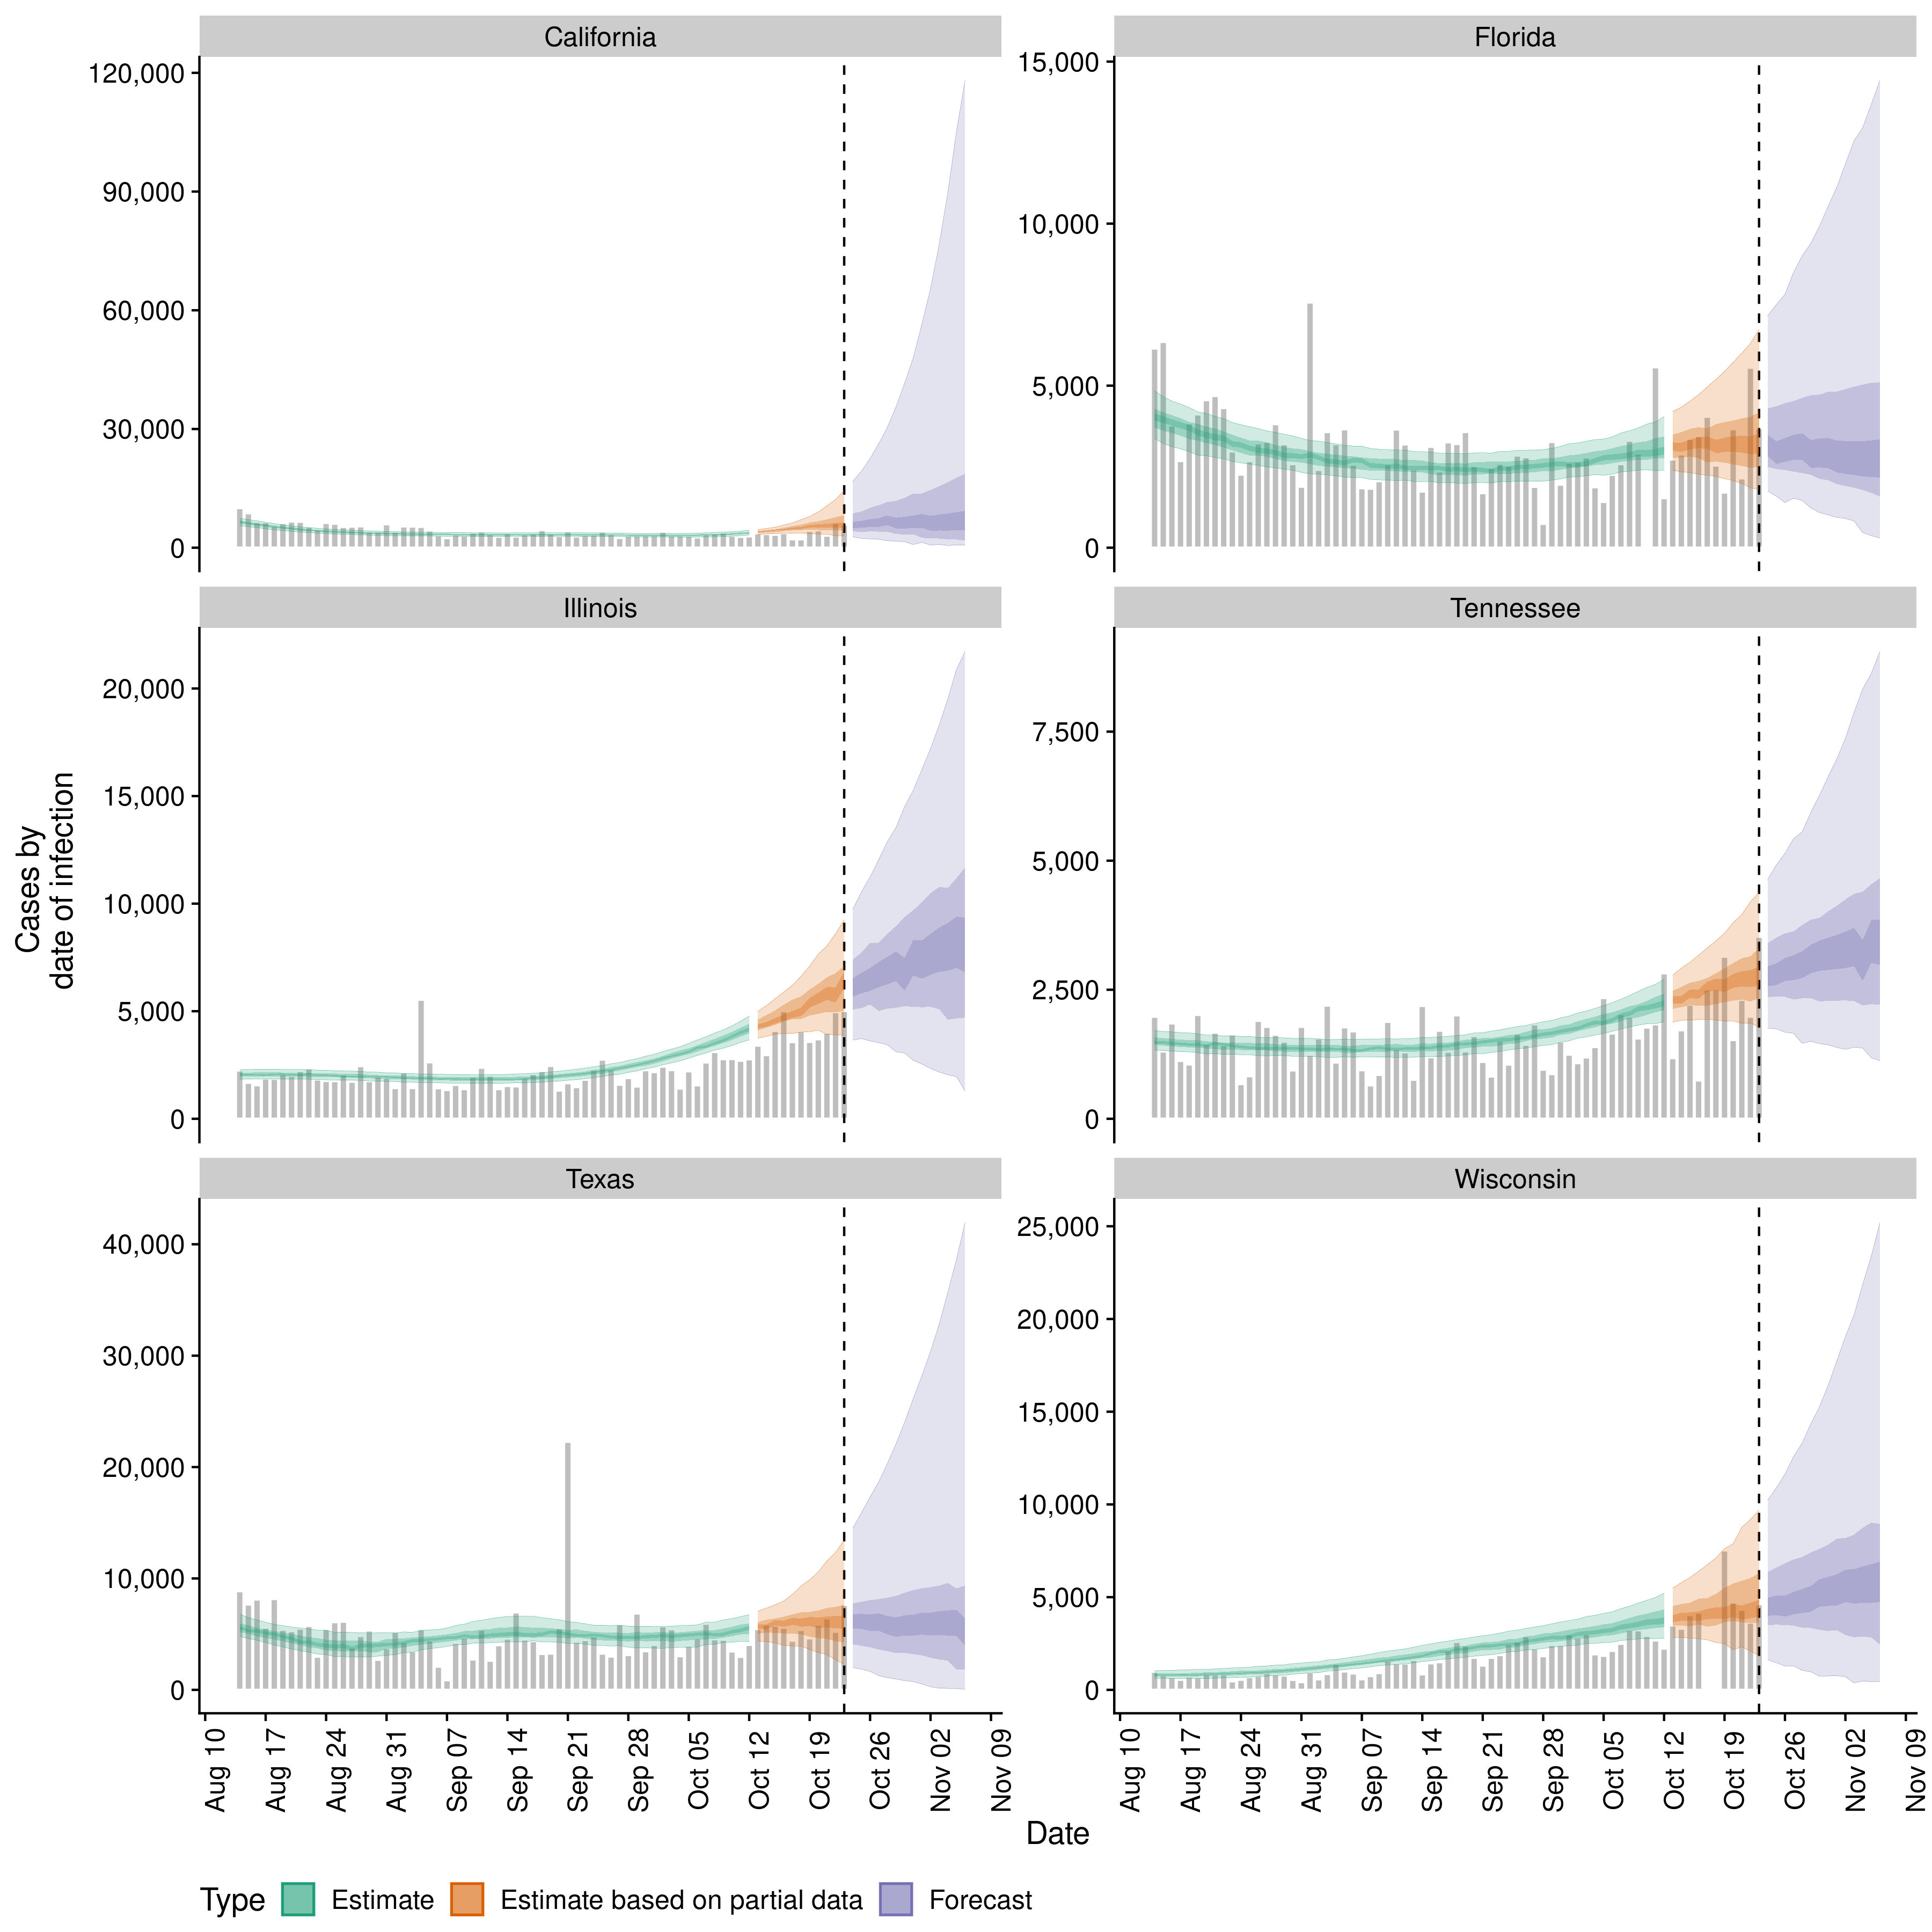 California
Florida
120,000
90,000
60,000
30,000
0
15,000
10,000
5,000
0
Illinois
Tennessee
20,000
15,000
10,000
5,000
0
7,500
5,000
2,500
0
Texas
Wisconsin
40,000
30,000
20,000
10,000
0
25,000
20,000
15,000
10,000
5,000
0
Cases by
date of infection
Aug 10
Aug 17
Aug 24
Aug 31
Sep 07
Sep 14
Sep 21
Sep 28
Oct 05
Oct 12
Oct 19
Oct 26
Nov 02
Nov 09
Aug 10
Aug 17
Aug 24
Aug 31
Sep 07
Sep 14
Sep 21
Sep 28
Oct 05
Oct 12
Oct 19
Oct 26
Nov 02
Nov 09
Date
Type Estimate Estimate based on partial data Forecast